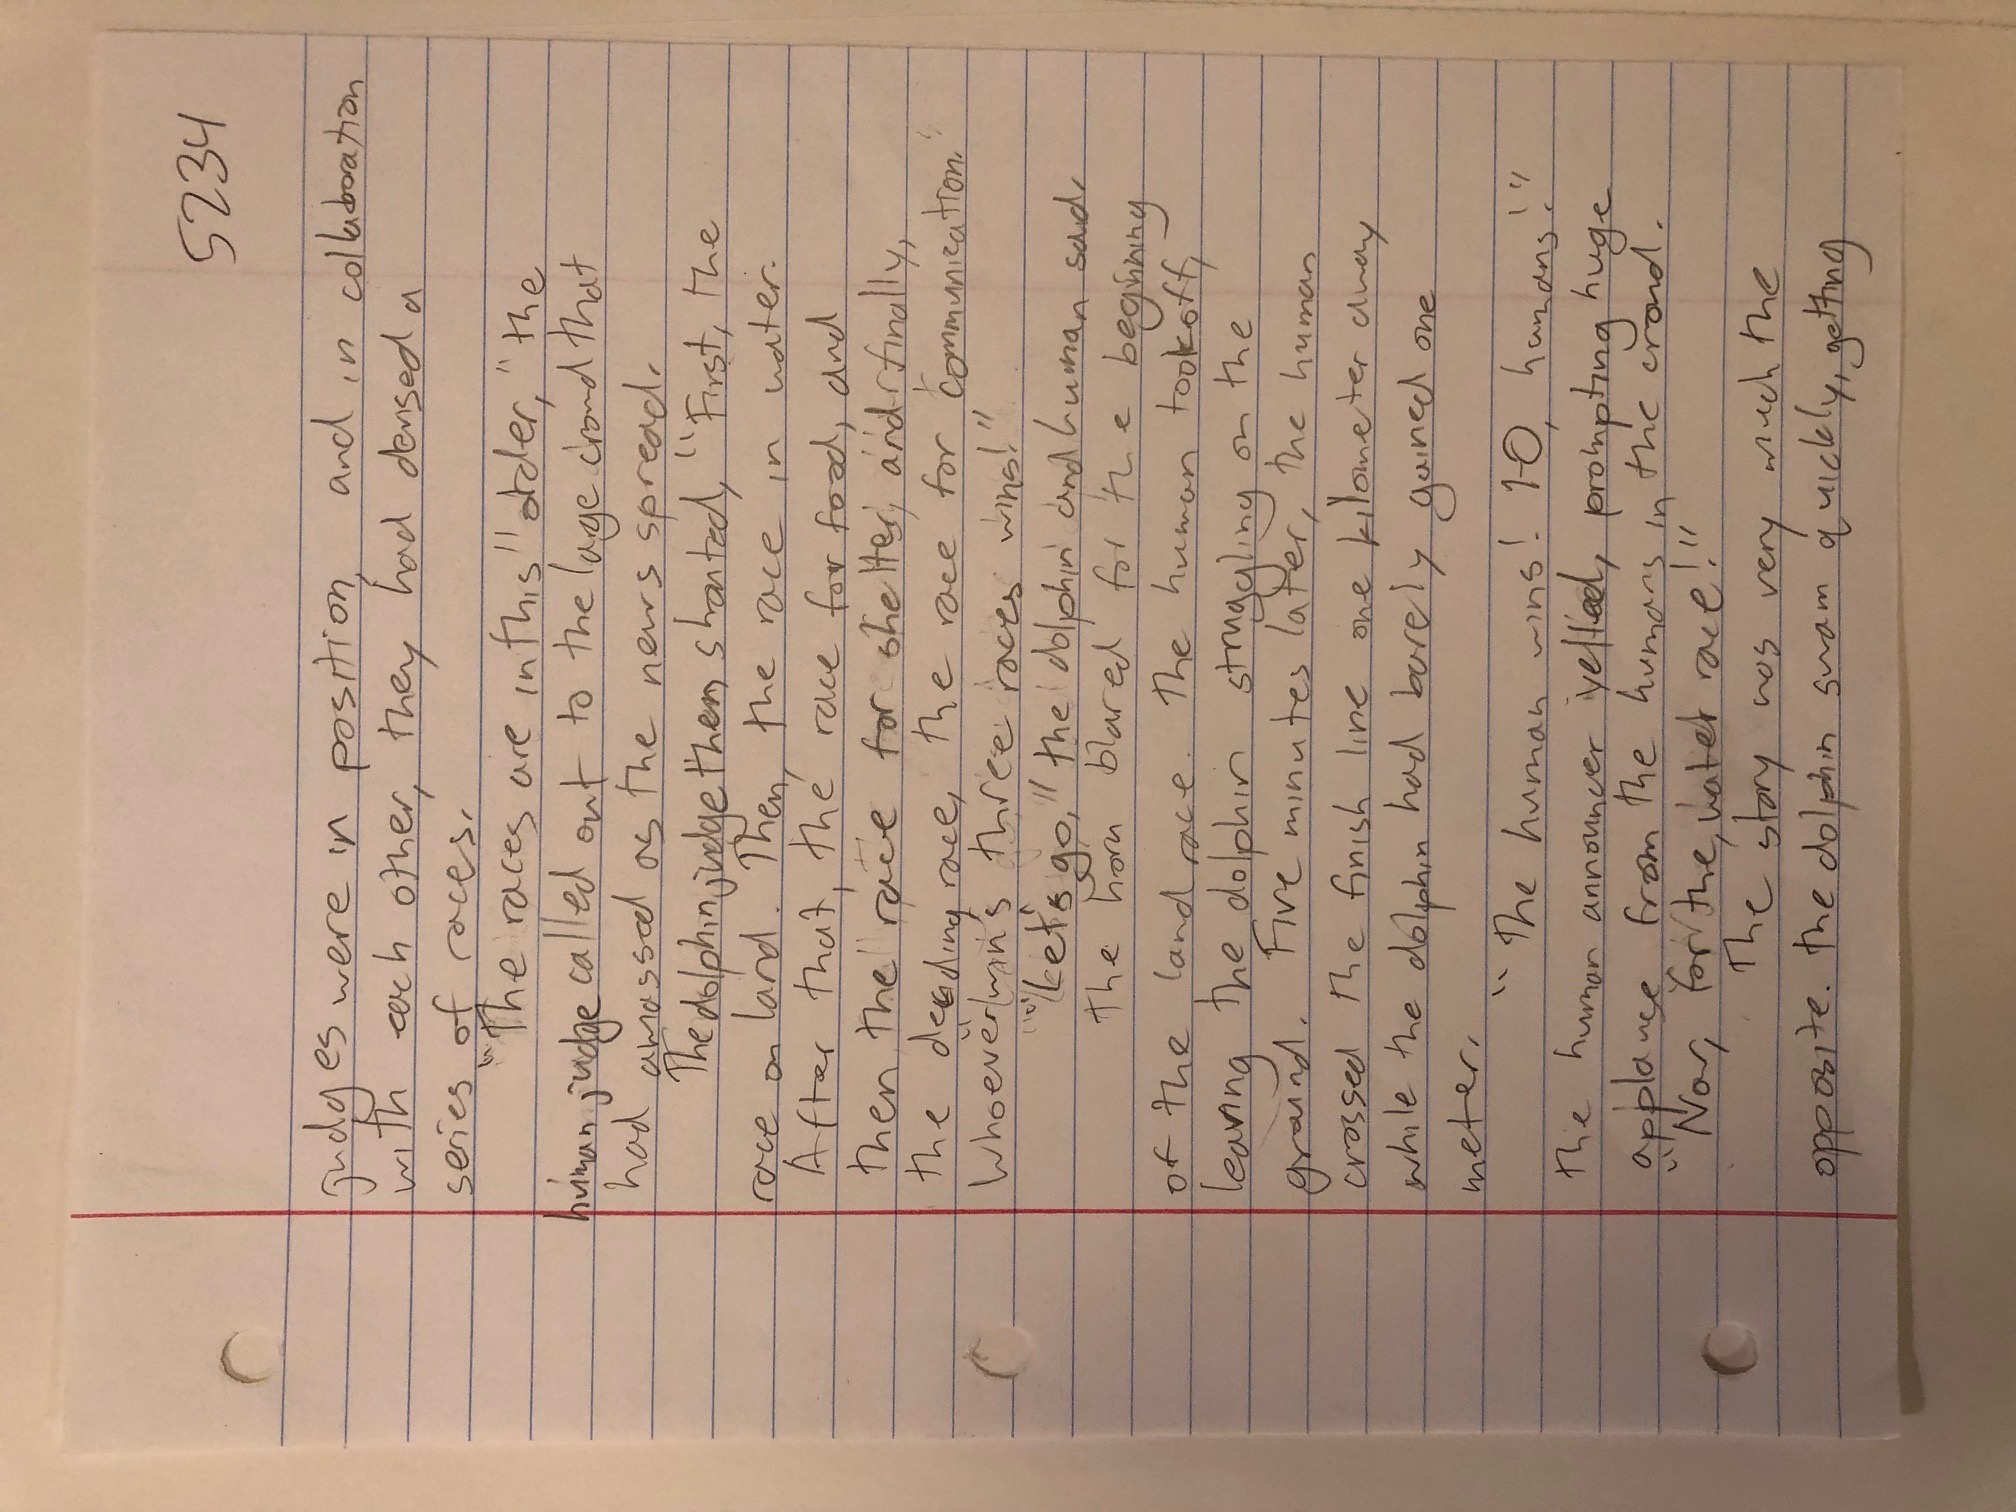 5234
judges were in position, and in collaboration
with each other, they had devised a
series of races.
"The races are in this order," the
human judge called out to the large crowd that
had amassed as the news spread.
The dolphin judge then shouted, "First, the
race on land. Then, the race in water.
After that, the race for food, and
then the race for shelter, and finally,
the deciding race, the race for communication.
Whoever wins three races wins!"
"Let's go," the dolphin and human said.
The horn blared for the beginning
of the land race. The human took off,
leaving the dolphin struggling on the
ground. Five minutes later, the human
crossed the finish line one kilometer away
while the dolphin had barely gained one
meter.
"The human wins! 1-0, humans!"
the human announcer yelled, prompting huge
applause from the humans in the crowd.
"Now, for the water race!"
The story was very much the
opposite. The dolphin swam quickly, getting